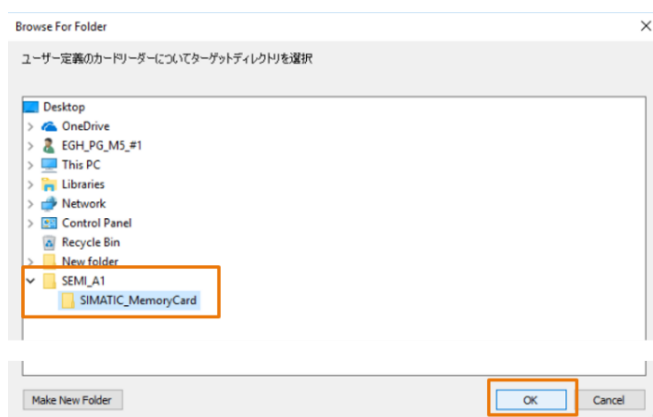 Browse For Folder
ユーザー定義のカードリーダーについてターゲットディレクトリを選択
Desktop
OneDrive
EGH_PG_M5_#1
This PC
Libraries
Network
Control Panel
Recycle Bin
New folder
SEMI_A1
SIMATIC_MemoryCard
Make New Folder
OK
Cancel